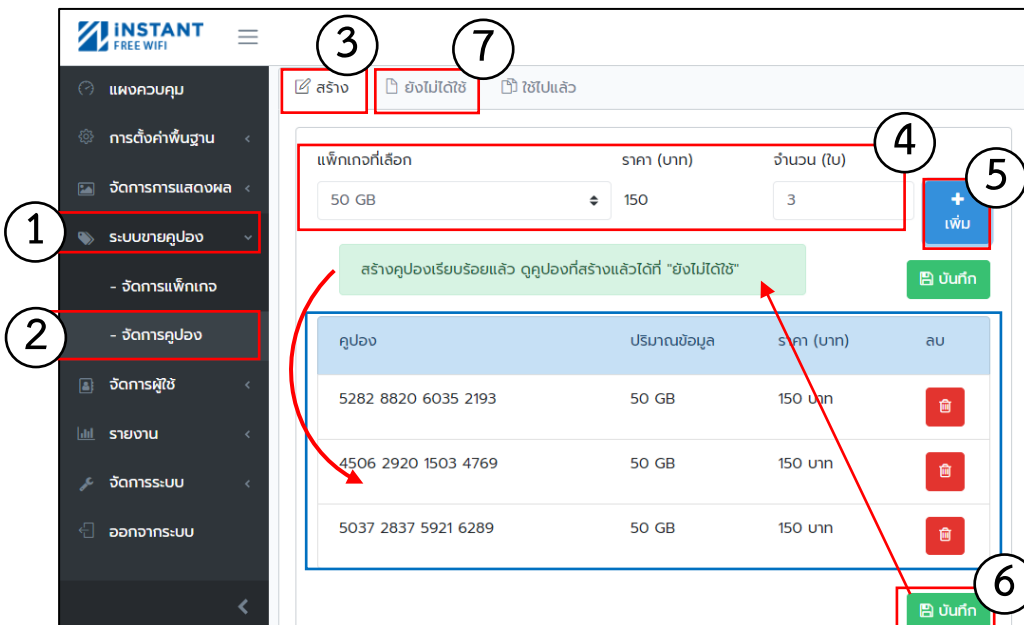 INSTANT
FREE WIFI
3
7
แผงควบคุม
สร้าง
ยังไม่ได้ใช้
ใช้ไปแล้ว
การตั้งค่าพื้นฐาน
4
แพ็กเกจที่เลือก
ราคา (บาท)
จำนวน (ใบ)
5
จัดการการแสดงผล
50 GB
150
3
เพิ่ม
1
ระบบขายคูปอง
สร้างคูปองเรียบร้อยแล้ว ดูคูปองที่สร้างแล้วได้ที่ "ยังไม่ได้ใช้"
บันทึก
- จัดการแพ็กเกจ
2
- จัดการคูปอง
คูปอง
ปริมาณข้อมูล
ราคา (บาท)
ลบ
จัดการผู้ใช้
5282 8820 6035 2193
50 GB
150 บาท
รายงาน
4506 2920 1503 4769
50 GB
150 บาท
จัดการระบบ
5037 2837 5921 6289
50 GB
150 บาท
ออกจากระบบ
6
บันทึก